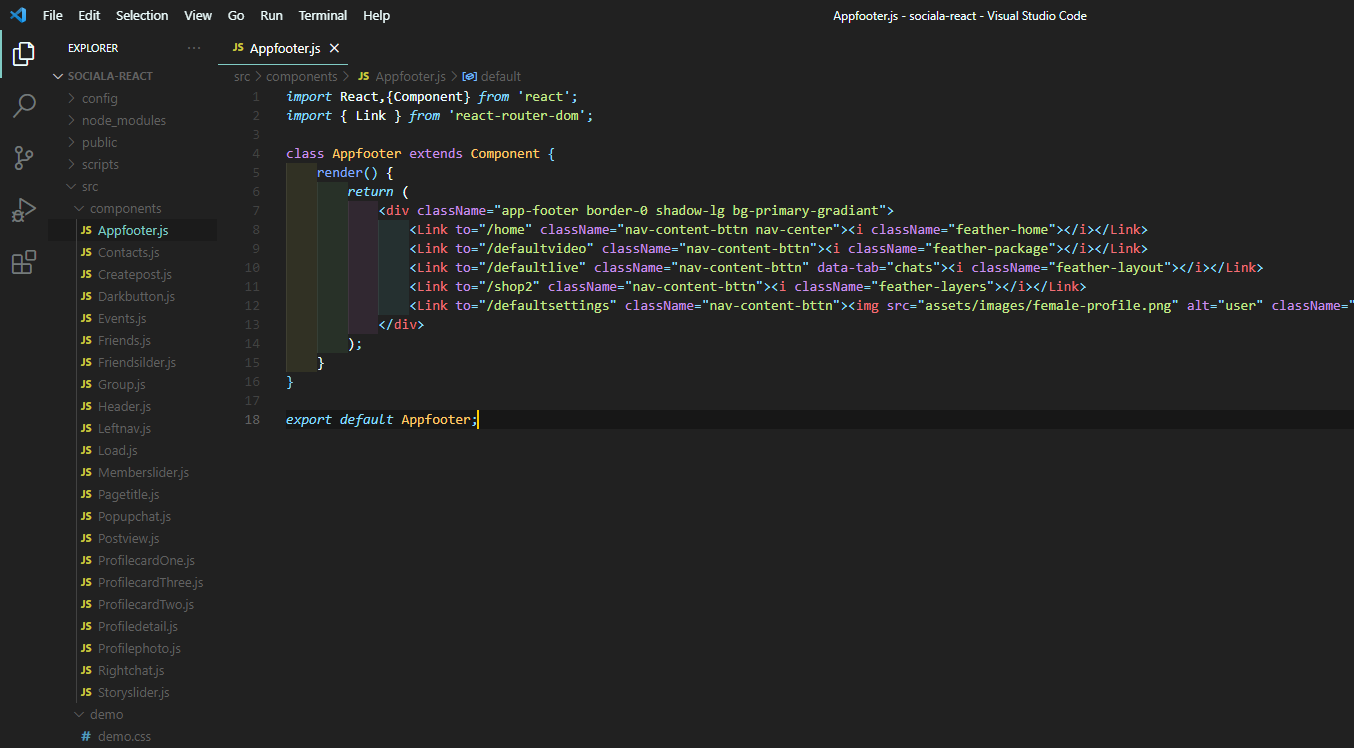 File Edit Selection View Go Run Terminal Help
Appfooter.js - sociala-react - Visual Studio Code
EXPLORER ···
SOCIALA-REACT
config
node_modules
public
scripts
src
components
JS Appfooter.js
JS Contacts.js
JS Createpost.js
JS Darkbutton.js
JS Events.js
JS Friends.js
JS Friendsilder.js
JS Group.js
JS Header.js
JS Leftnav.js
JS Load.js
JS Memberslider.js
JS Pagetitle.js
JS Popupchat.js
JS Postview.js
JS ProfilecardOne.js
JS ProfilecardThree.js
JS ProfilecardTwo.js
JS Profiledetail.js
JS Profilephoto.js
JS Rightchat.js
JS Storyslider.js
demo
# demo.css
JS Appfooter.js
src > components > JS Appfooter.js > default
1 import React,{Component} from 'react';
2 import { Link } from 'react-router-dom';
3
4 class Appfooter extends Component {
5 render() {
6 return (
7 <div className="app-footer border-0 shadow-lg bg-primary-gradiant">
8 <Link to="/home" className="nav-content-bttn nav-center"><i className="feather-home"></i></Link>
9 <Link to="/defaultvideo" className="nav-content-bttn"><i className="feather-package"></i></Link>
10 <Link to="/defaultlive" className="nav-content-bttn" data-tab="chats"><i className="feather-layout"></i></Link>
11 <Link to="/shop2" className="nav-content-bttn"><i className="feather-layers"></i></Link>
12 <Link to="/defaultsettings" className="nav-content-bttn"><img src="assets/images/female-profile.png" alt="user" className="
13 </div>
14 );
15 }
16 }
17
18 export default Appfooter;